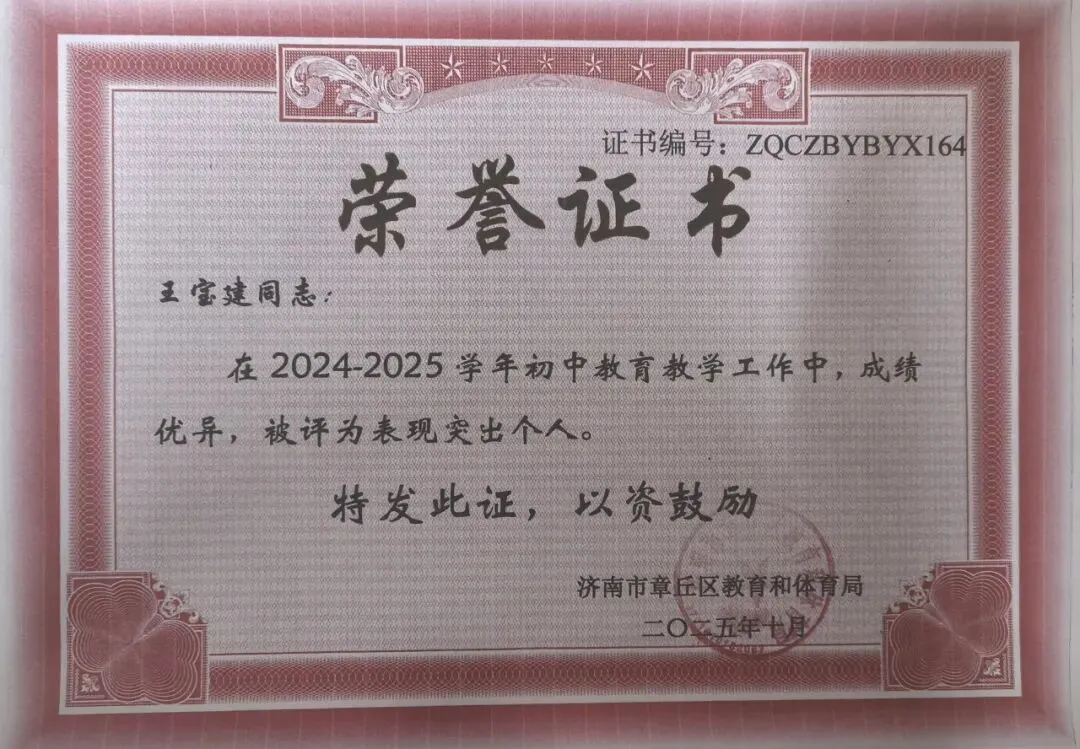 证书编号：ZQCZBYBYX164
荣誉证书
王宝建同志：
在2024-2025学年初中教育教学工作中，成绩
优异，被评为表现突出个人。
特发此证，以资鼓励
济南市章丘区教育和体育局
二〇二五年十月